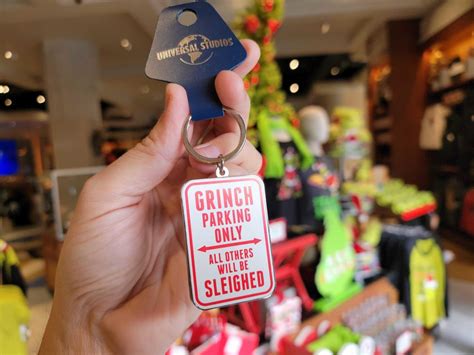 UNIVERSAL STUDIOS
GRINCH
PARKING
ONLY
ALL OTHERS
WILL BE
SLEIGHED